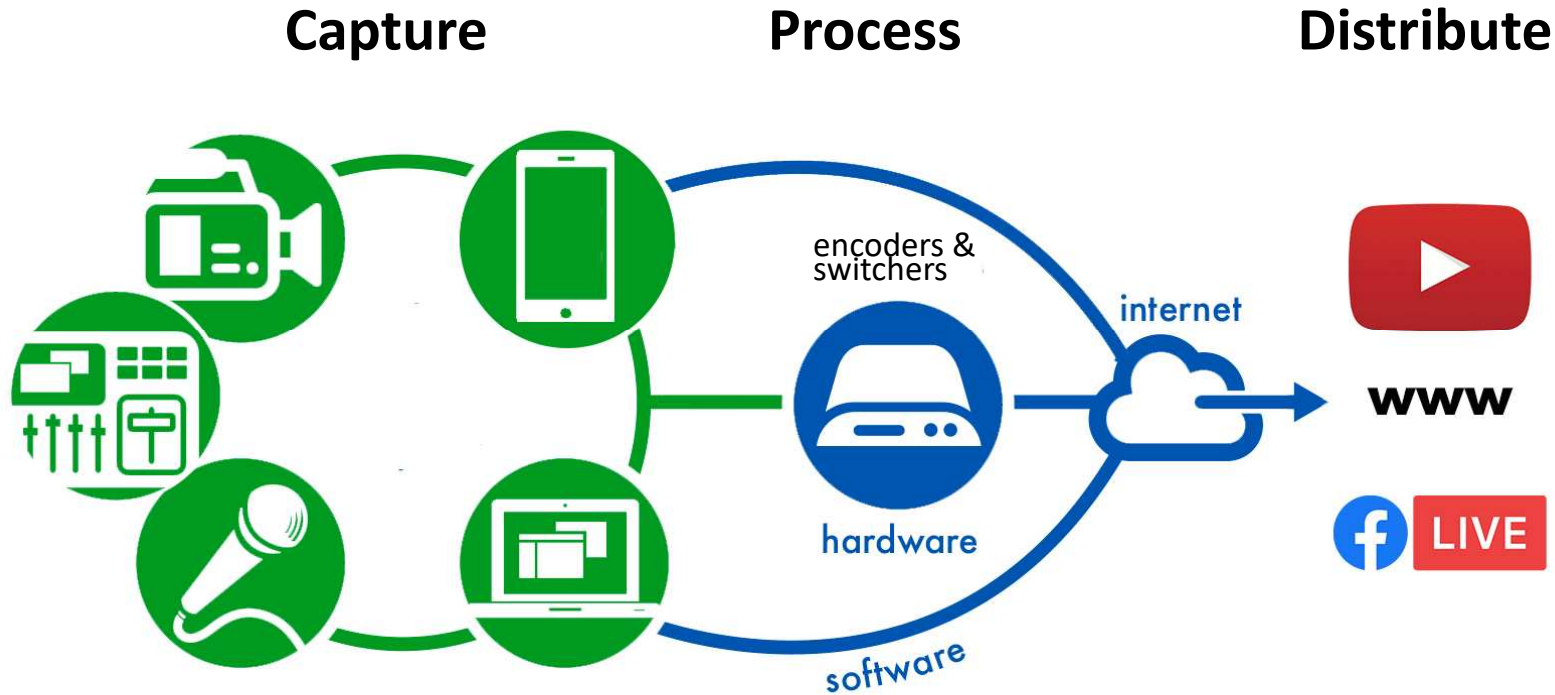 Capture
Process
Distribute
encoders &
switchers
internet
www
hardware
f LIVE
software